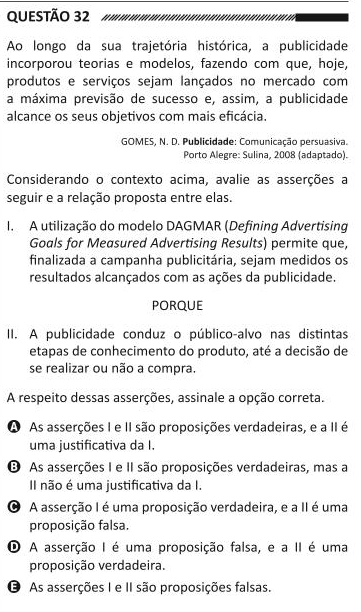 QUESTÃO 32
Ao longo da sua trajetória histórica, a publicidade
incorporou teorias e modelos, fazendo com que, hoje,
produtos e serviços sejam lançados no mercado com
a máxima previsão de sucesso e, assim, a publicidade
alcance os seus objetivos com mais eficácia.
GOMES, N. D. Publicidade: Comunicação persuasiva.
Porto Alegre: Sulina, 2008 (adaptado).
Considerando o contexto acima, avalie as asserções a
seguir e a relação proposta entre elas.
I. A utilização do modelo DAGMAR (Defining Advertising
Goals for Measured Advertising Results) permite que,
finalizada a campanha publicitária, sejam medidos os
resultados alcançados com as ações da publicidade.
PORQUE
II. A publicidade conduz o público-alvo nas distintas
etapas de conhecimento do produto, até a decisão de
se realizar ou não a compra.
A respeito dessas asserções, assinale a opção correta.
A As asserções I e II são proposições verdadeiras, e a II é
uma justificativa da I.
B As asserções I e II são proposições verdadeiras, mas a
II não é uma justificativa da I.
C A asserção I é uma proposição verdadeira, e a II é uma
proposição falsa.
D A asserção I é uma proposição falsa, e a II é uma
proposição verdadeira.
E As asserções I e II são proposições falsas.